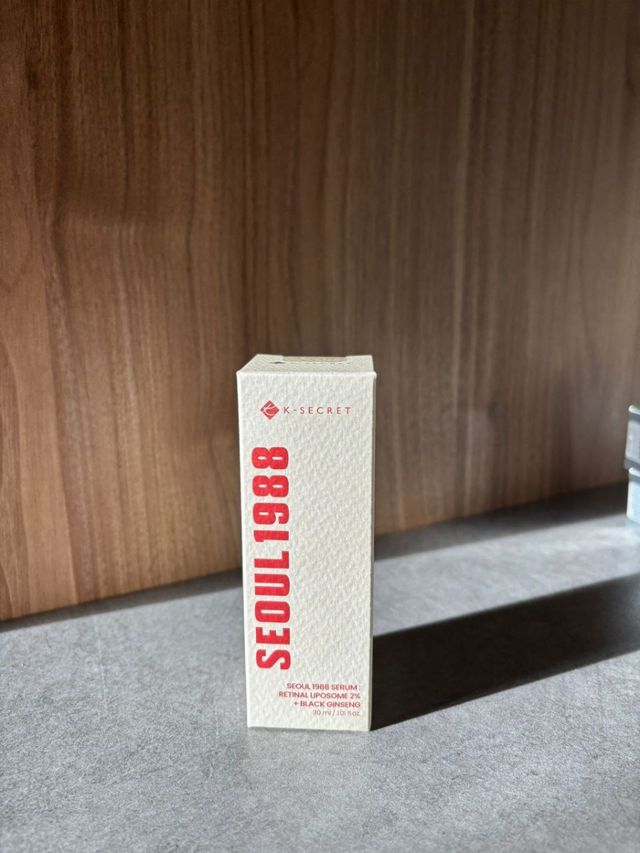 K-SECRET
SEOUL 1988
SEOUL 1988 SERUM :
RETINAL LIPOSOME 2%
+ BLACK GINSENG
30 ml / 1.01 fl.oz.